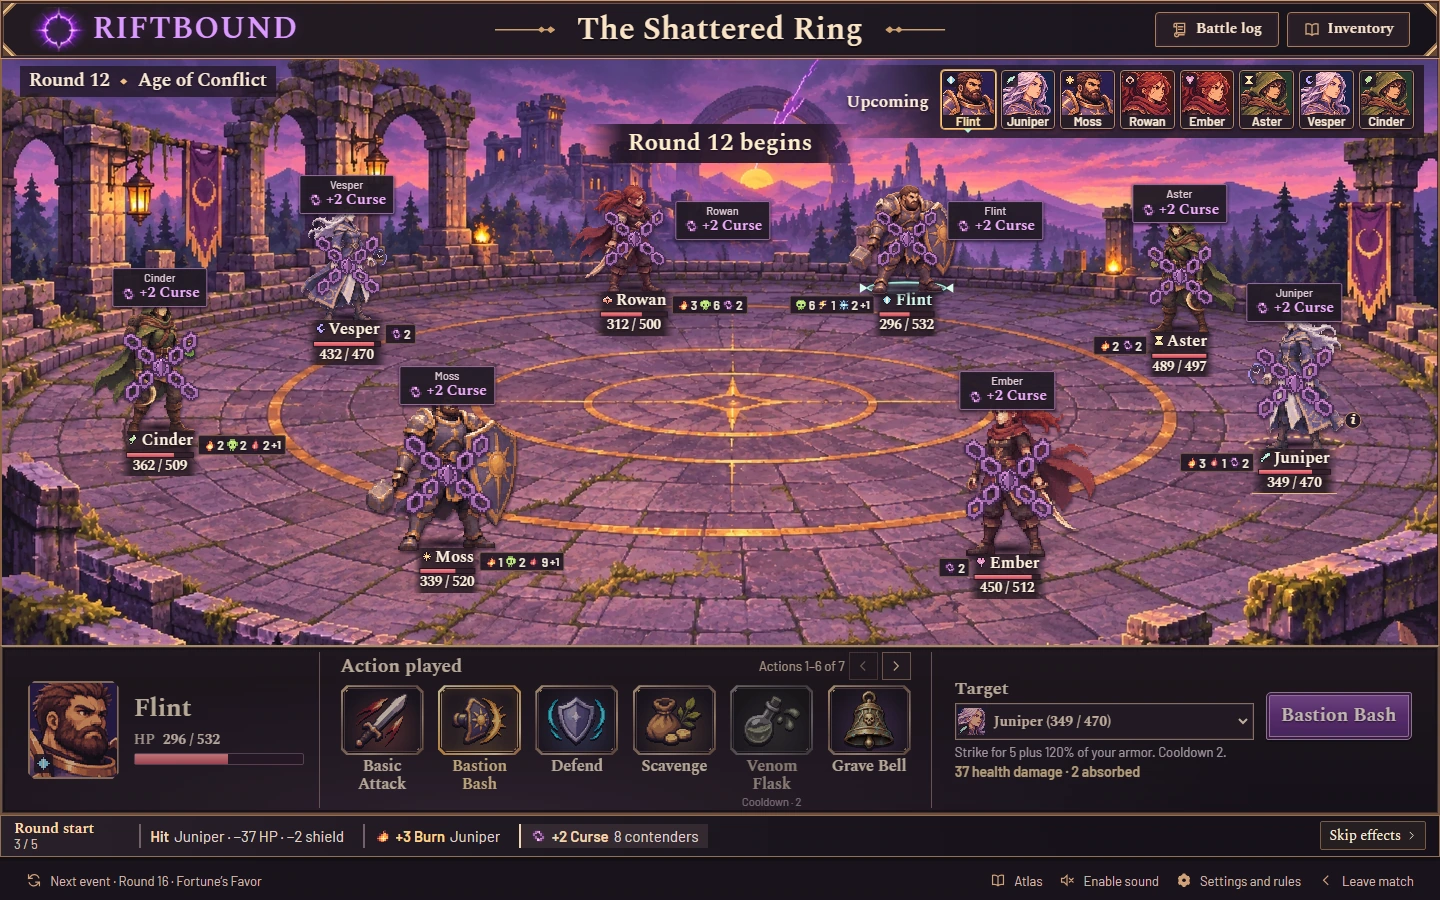 RIFTBOUND
The Shattered Ring
Battle log
Inventory
Round 12 • Age of Conflict
Upcoming
Flint
Juniper
Moss
Rowan
Ember
Aster
Vesper
Cinder
Round 12 begins
Vesper
+2 Curse
Rowan
+2 Curse
Flint
+2 Curse
Aster
+2 Curse
Cinder
+2 Curse
Juniper
+2 Curse
Rowan
3 6 2
312 / 500
6 1 2+1
Flint
296 / 532
Vesper
2
432 / 470
2 2
Aster
489 / 497
Moss
+2 Curse
Ember
+2 Curse
Cinder
2 2 2+1
362 / 509
3 1 2
Juniper
349 / 470
i
Moss
1 2 9+1
339 / 520
2
Ember
450 / 512
Flint
HP 296 / 532
Action played
Actions 1–6 of 7
Basic
Attack
Bastion
Bash
Defend
Scavenge
Venom
Flask
Cooldown · 2
Grave Bell
Target
Juniper (349 / 470)
Bastion Bash
Strike for 5 plus 120% of your armor. Cooldown 2.
37 health damage · 2 absorbed
Round start
3 / 5
Hit Juniper · −37 HP · −2 shield
+3 Burn Juniper
+2 Curse 8 contenders
Skip effects
Next event · Round 16 · Fortune's Favor
Atlas
Enable sound
Settings and rules
Leave match